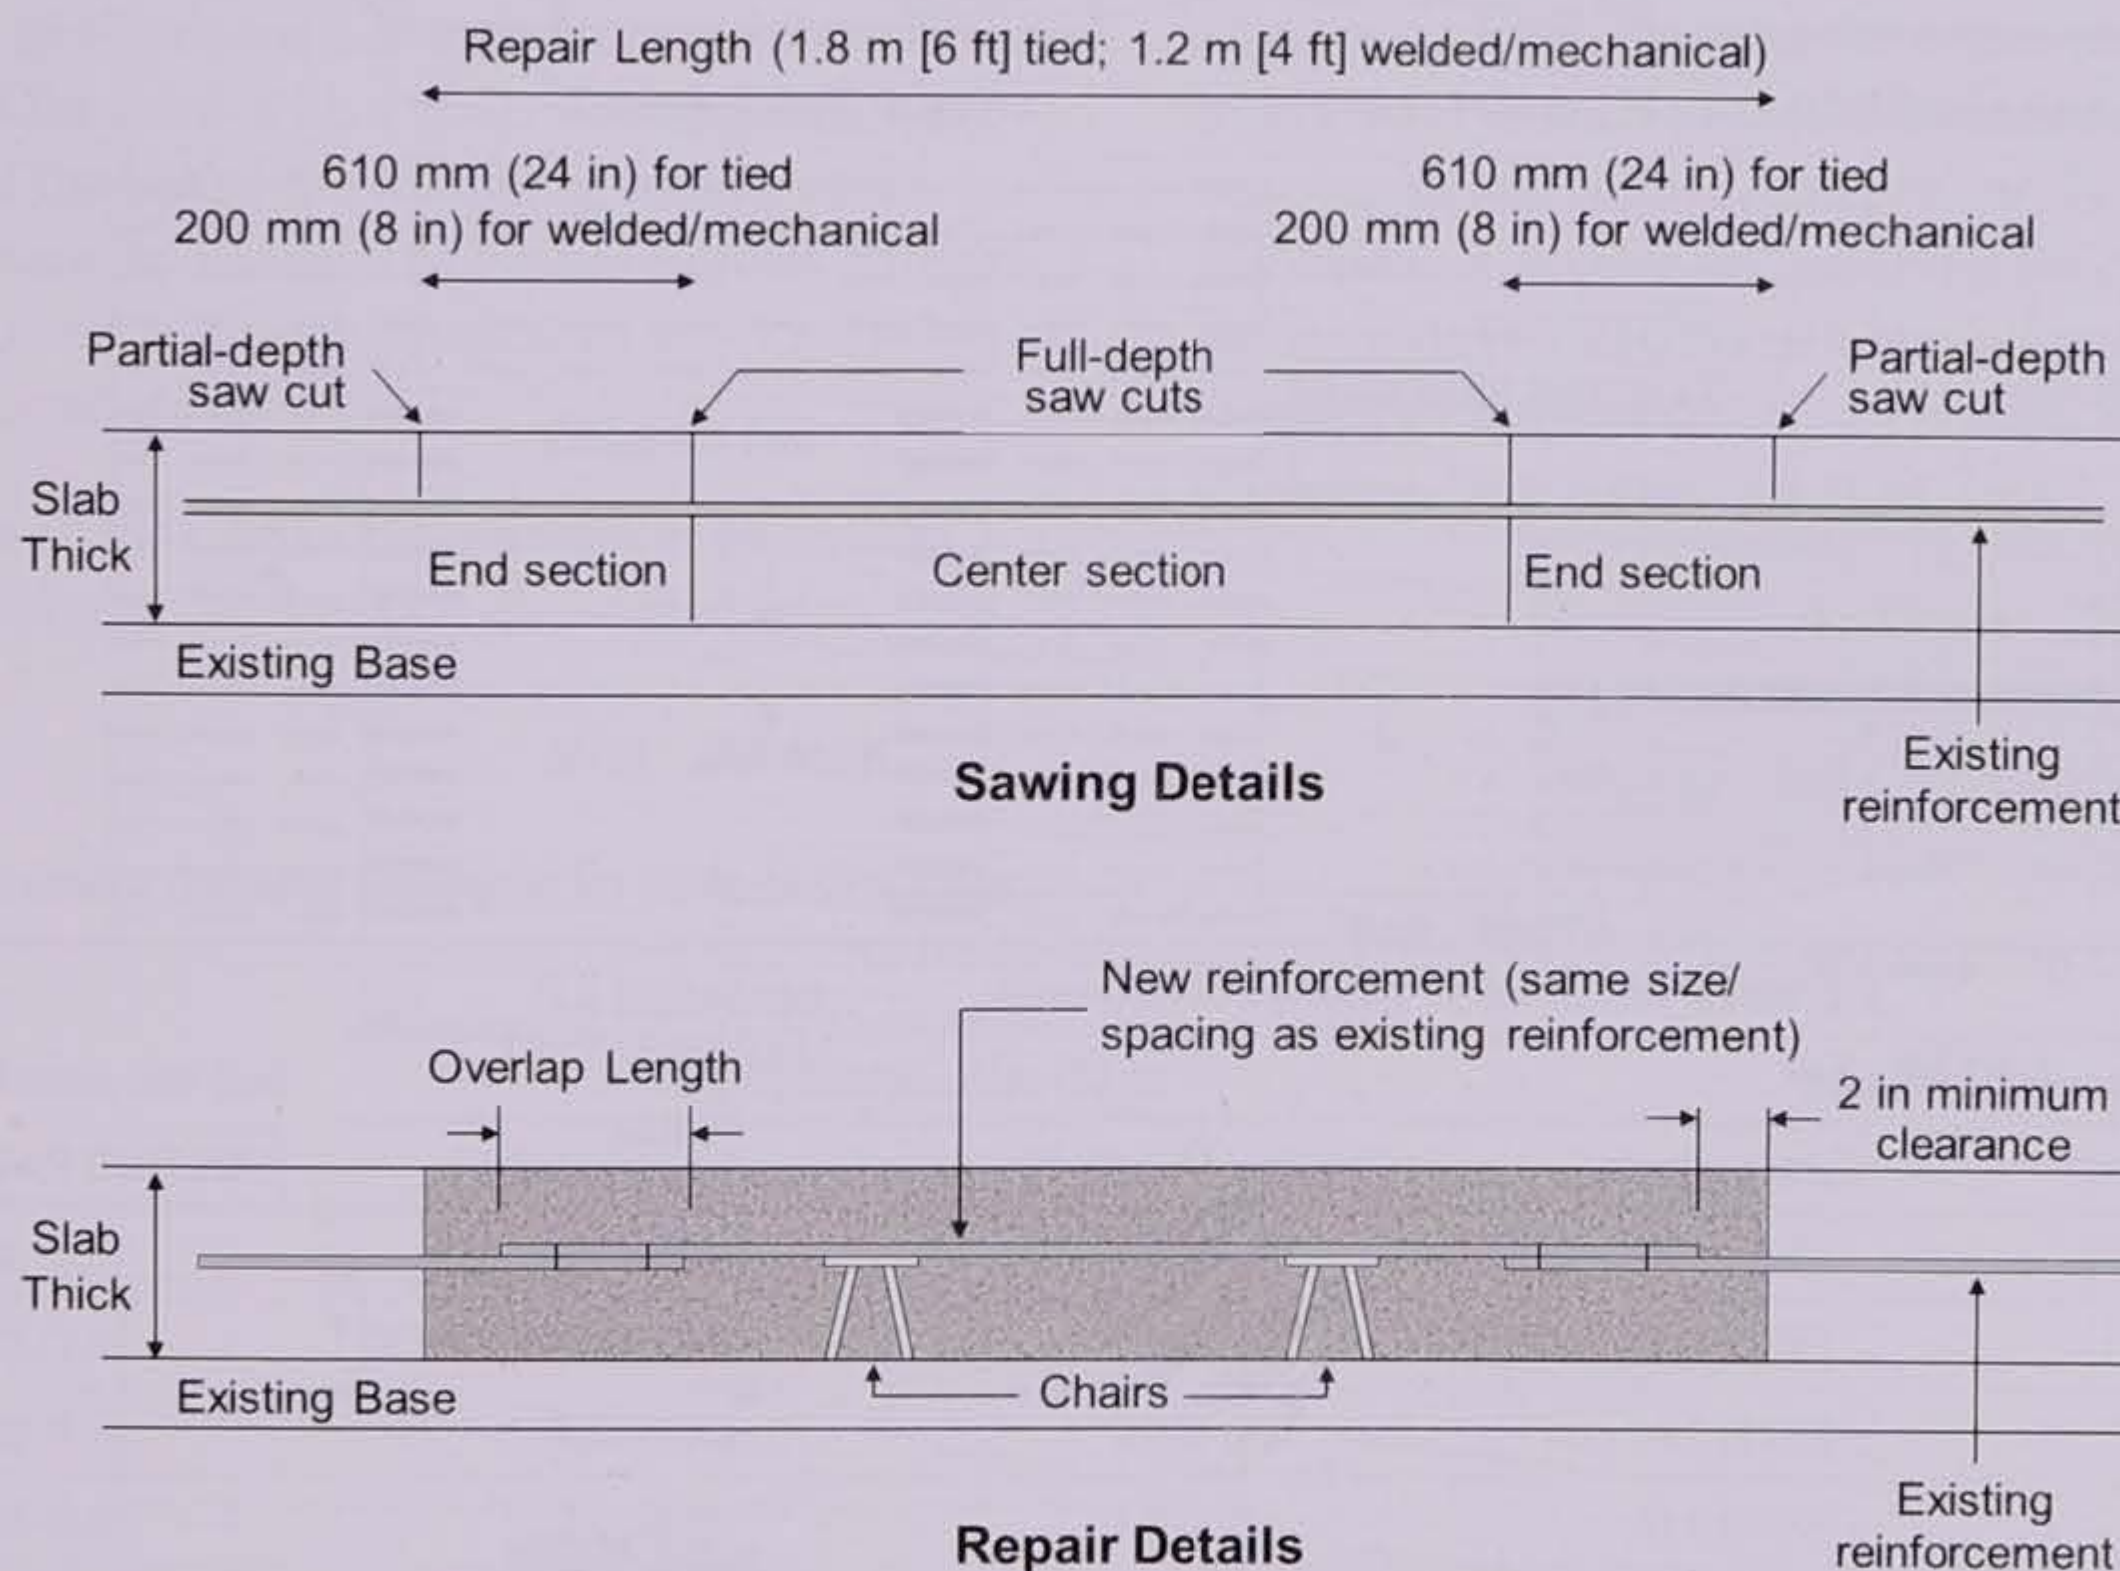 Repair Length (1.8 m [6 ft] tied; 1.2 m [4 ft] welded/mechanical)
610 mm (24 in) for tied
200 mm (8 in) for welded/mechanical
610 mm (24 in) for tied
200 mm (8 in) for welded/mechanical
Partial-depth
saw cut
Full-depth
saw cuts
Partial-depth
saw cut
Slab
Thick
End section
Center section
End section
Existing Base
Existing
reinforcement
Sawing Details
New reinforcement (same size/
spacing as existing reinforcement)
Overlap Length
2 in minimum
clearance
Slab
Thick
Chairs
Existing Base
Existing
reinforcement
Repair Details